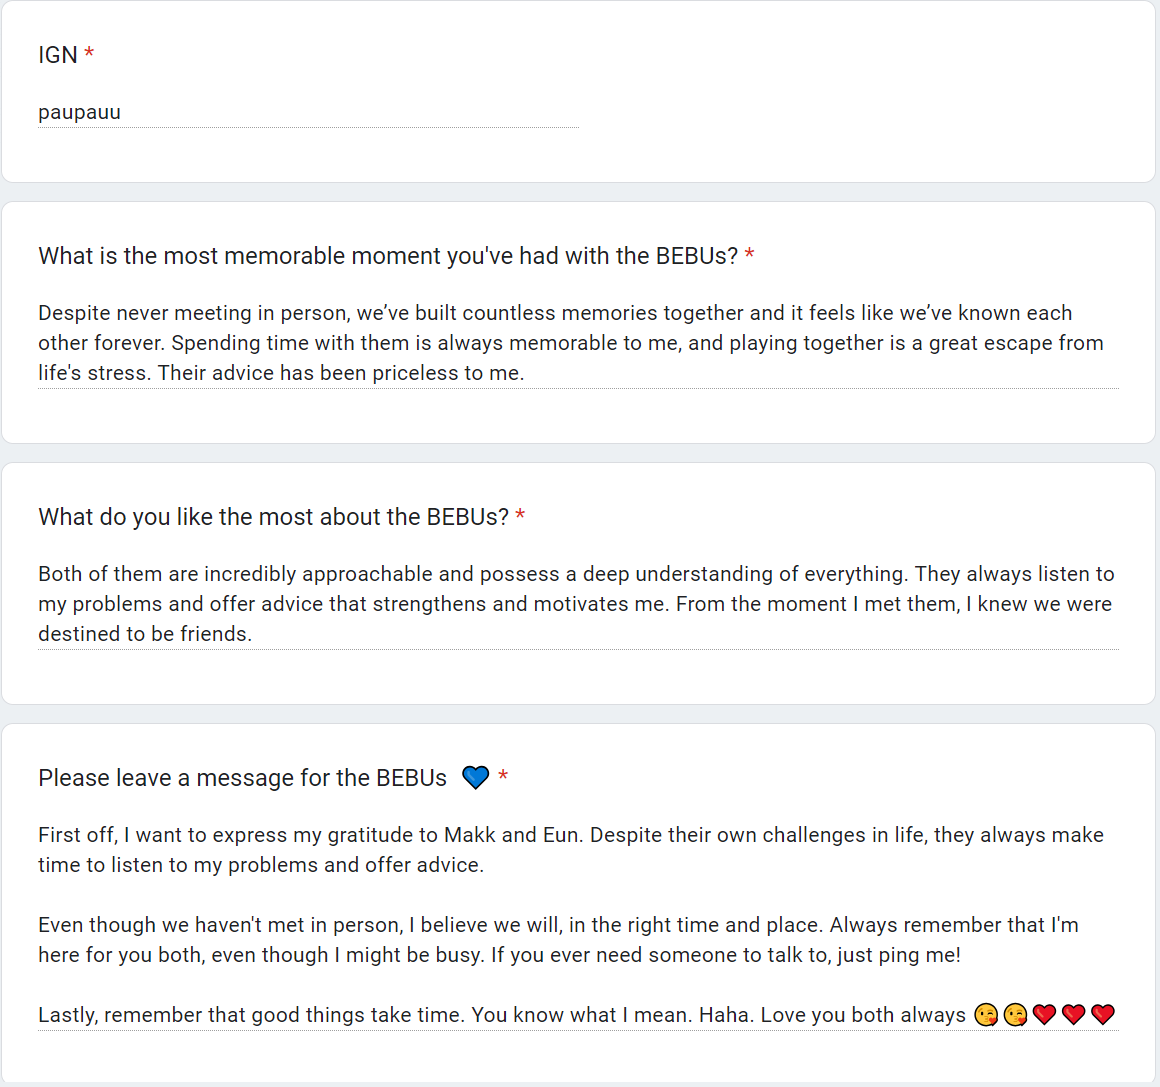 IGN *
paupauu
What is the most memorable moment you've had with the BEBUs? *
Despite never meeting in person, we’ve built countless memories together and it feels like we’ve known each
other forever. Spending time with them is always memorable to me, and playing together is a great escape from
life's stress. Their advice has been priceless to me.
What do you like the most about the BEBUs? *
Both of them are incredibly approachable and possess a deep understanding of everything. They always listen to
my problems and offer advice that strengthens and motivates me. From the moment I met them, I knew we were
destined to be friends.
Please leave a message for the BEBUs 💙 *
First off, I want to express my gratitude to Makk and Eun. Despite their own challenges in life, they always make
time to listen to my problems and offer advice.
Even though we haven't met in person, I believe we will, in the right time and place. Always remember that I'm
here for you both, even though I might be busy. If you ever need someone to talk to, just ping me!
Lastly, remember that good things take time. You know what I mean. Haha. Love you both always 😘😘❤️❤️❤️